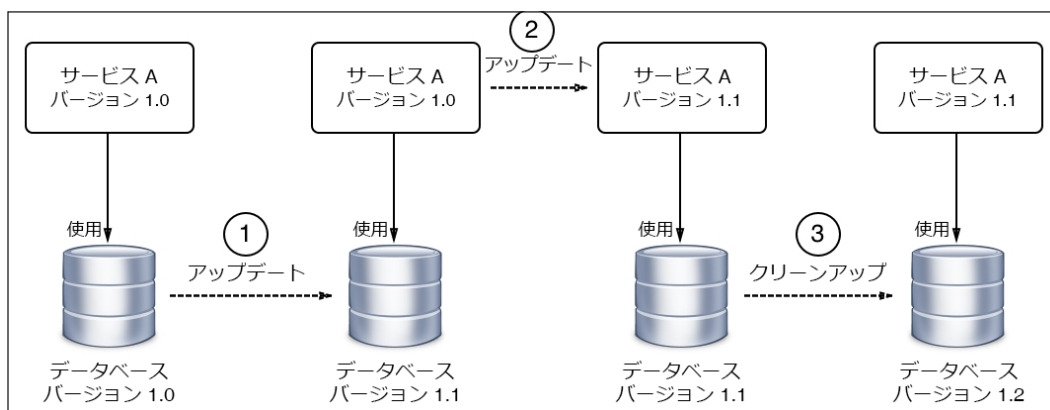 サービス A
バージョン 1.0
使用
データベース
バージョン 1.0
1
アップデート
サービス A
バージョン 1.0
使用
データベース
バージョン 1.1
2
アップデート
サービス A
バージョン 1.1
使用
データベース
バージョン 1.1
3
クリーンアップ
サービス A
バージョン 1.1
使用
データベース
バージョン 1.2